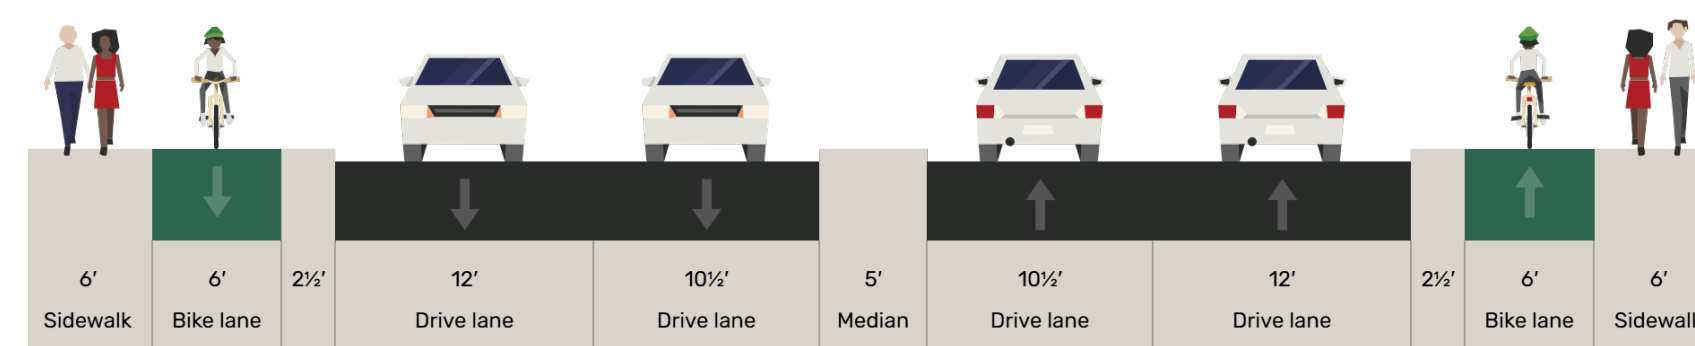 6′ 6′ 2½′ 12′ 10½′ 5′ 10½′ 12′ 2½′ 6′ 6′
Sidewalk Bike lane Drive lane Drive lane Median Drive lane Drive lane Bike lane Sidewalk